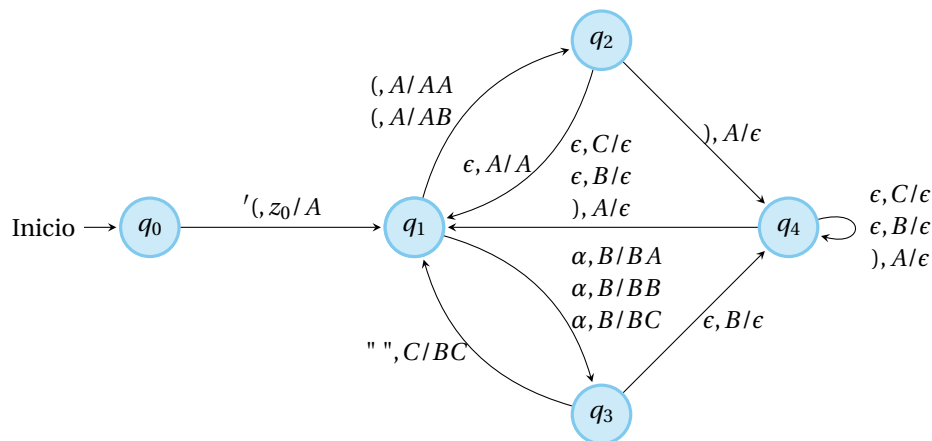 q2
(, A/AA
(, A/AB
ϵ, A/A
ϵ, C/ϵ
ϵ, B/ϵ
), A/ϵ
), A/ϵ
Inicio
q0
′(, z0/A
q1
q4
ϵ, C/ϵ
ϵ, B/ϵ
), A/ϵ
α, B/BA
α, B/BB
α, B/BC
" ", C/BC
ϵ, B/ϵ
q3